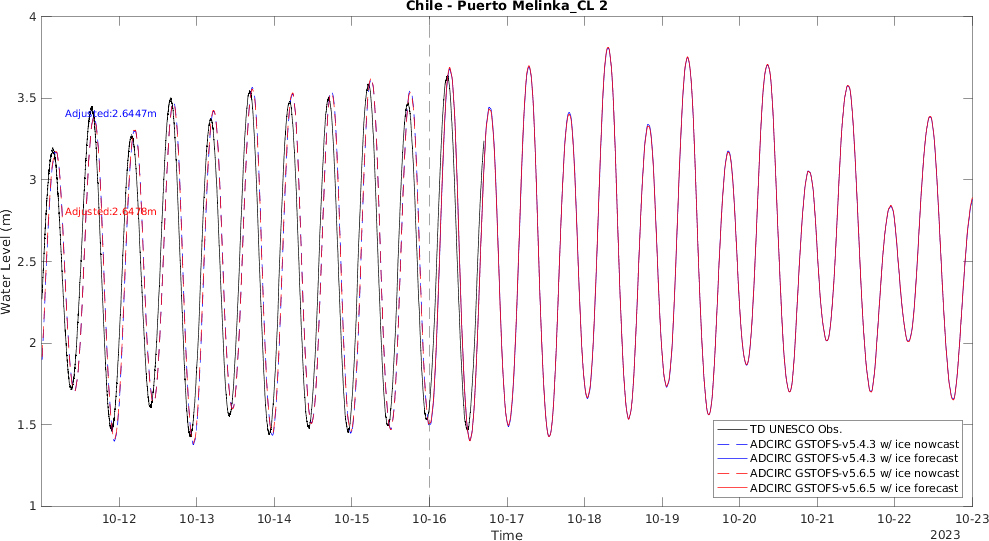 Chile - Puerto Melinka_CL 2
Water Level (m)
4
3.5
3
2.5
2
1.5
1
Adjusted:2.6447m
Adjusted:2.6478m
TD UNESCO Obs.
ADCIRC GSTOFS-v5.4.3 w/ ice nowcast
ADCIRC GSTOFS-v5.4.3 w/ ice forecast
ADCIRC GSTOFS-v5.6.5 w/ ice nowcast
ADCIRC GSTOFS-v5.6.5 w/ ice forecast
10-12 10-13 10-14 10-15 10-16 10-17 10-18 10-19 10-20 10-21 10-22 10-23
Time
2023